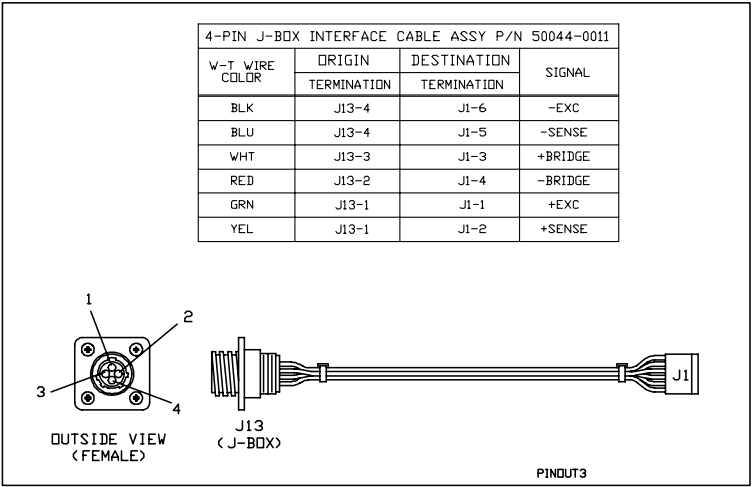 4-PIN J-BOX INTERFACE CABLE ASSY P/N 50044-0011
W-T WIRE COLOR ORIGIN DESTINATION SIGNAL
TERMINATION TERMINATION
BLK J13-4 J1-6 -EXC
BLU J13-4 J1-5 -SENSE
WHT J13-3 J1-3 +BRIDGE
RED J13-2 J1-4 -BRIDGE
GRN J13-1 J1-1 +EXC
YEL J13-1 J1-2 +SENSE
1
2
3
4
J1
OUTSIDE VIEW
(FEMALE)
J13
(J-BOX)
PINOUT3